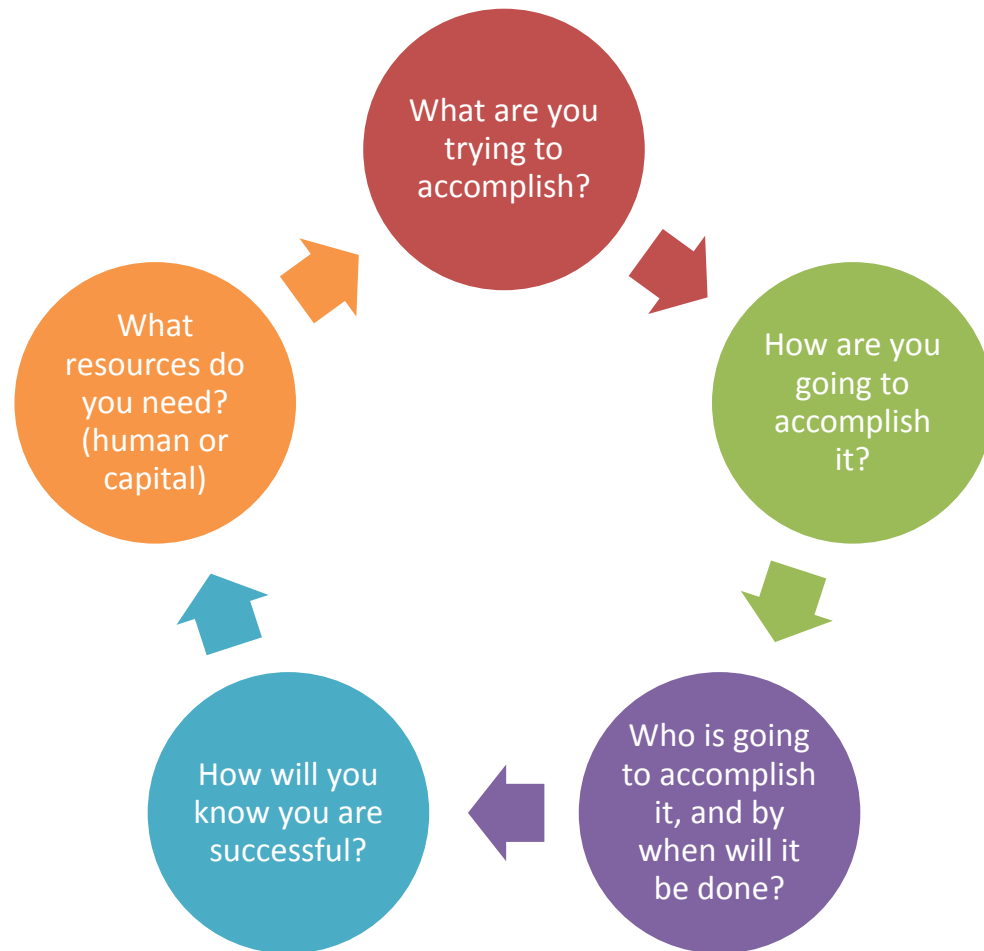 What are you
trying to
accomplish?
How are you
going to
accomplish
it?
Who is going
to accomplish
it, and by
when will it
be done?
How will you
know you are
successful?
What
resources do
you need?
(human or
capital)